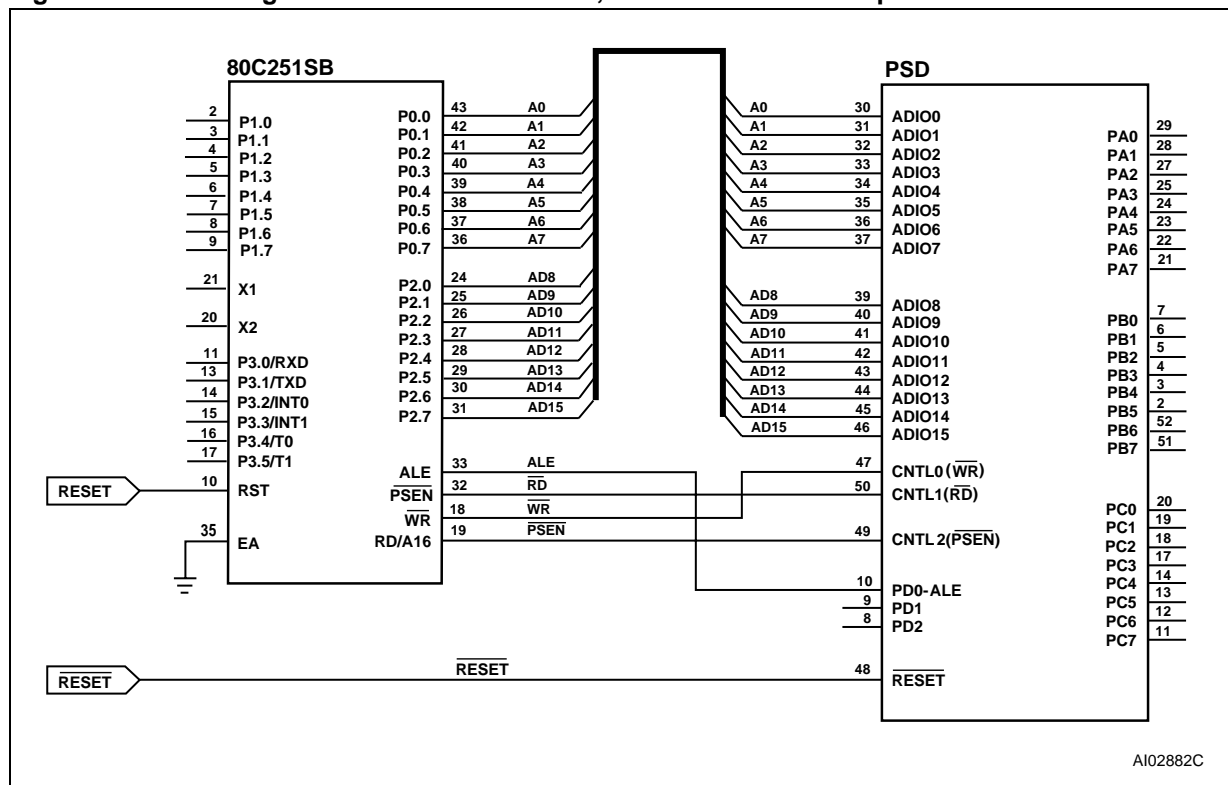 80C251SB
PSD
2 P1.0
3 P1.1
4 P1.2
5 P1.3
6 P1.4
7 P1.5
8 P1.6
9 P1.7
21 X1
20 X2
11 P3.0/RXD
13 P3.1/TXD
14 P3.2/INT0
15 P3.3/INT1
16 P3.4/T0
17 P3.5/T1
RESET 10 RST
35 EA
P0.0 43 A0
P0.1 42 A1
P0.2 41 A2
P0.3 40 A3
P0.4 39 A4
P0.5 38 A5
P0.6 37 A6
P0.7 36 A7
P2.0 24 AD8
P2.1 25 AD9
P2.2 26 AD10
P2.3 27 AD11
P2.4 28 AD12
P2.5 29 AD13
P2.6 30 AD14
P2.7 31 AD15
ALE 33 ALE
PSEN 32 RD
WR 18 WR
RD/A16 19 PSEN
A0 30 ADIO0
A1 31 ADIO1
A2 32 ADIO2
A3 33 ADIO3
A4 34 ADIO4
A5 35 ADIO5
A6 36 ADIO6
A7 37 ADIO7
AD8 39 ADIO8
AD9 40 ADIO9
AD10 41 ADIO10
AD11 42 ADIO11
AD12 43 ADIO12
AD13 44 ADIO13
AD14 45 ADIO14
AD15 46 ADIO15
47 CNTL0(WR)
50 CNTL1(RD)
49 CNTL 2(PSEN)
10 PD0-ALE
9 PD1
8 PD2
RESET RESET 48 RESET
PA0 29
PA1 28
PA2 27
PA3 25
PA4 24
PA5 23
PA6 22
PA7 21
PB0 7
PB1 6
PB2 5
PB3 4
PB4 3
PB5 2
PB6 52
PB7 51
PC0 20
PC1 19
PC2 18
PC3 17
PC4 14
PC5 13
PC6 12
PC7 11
AI02882C